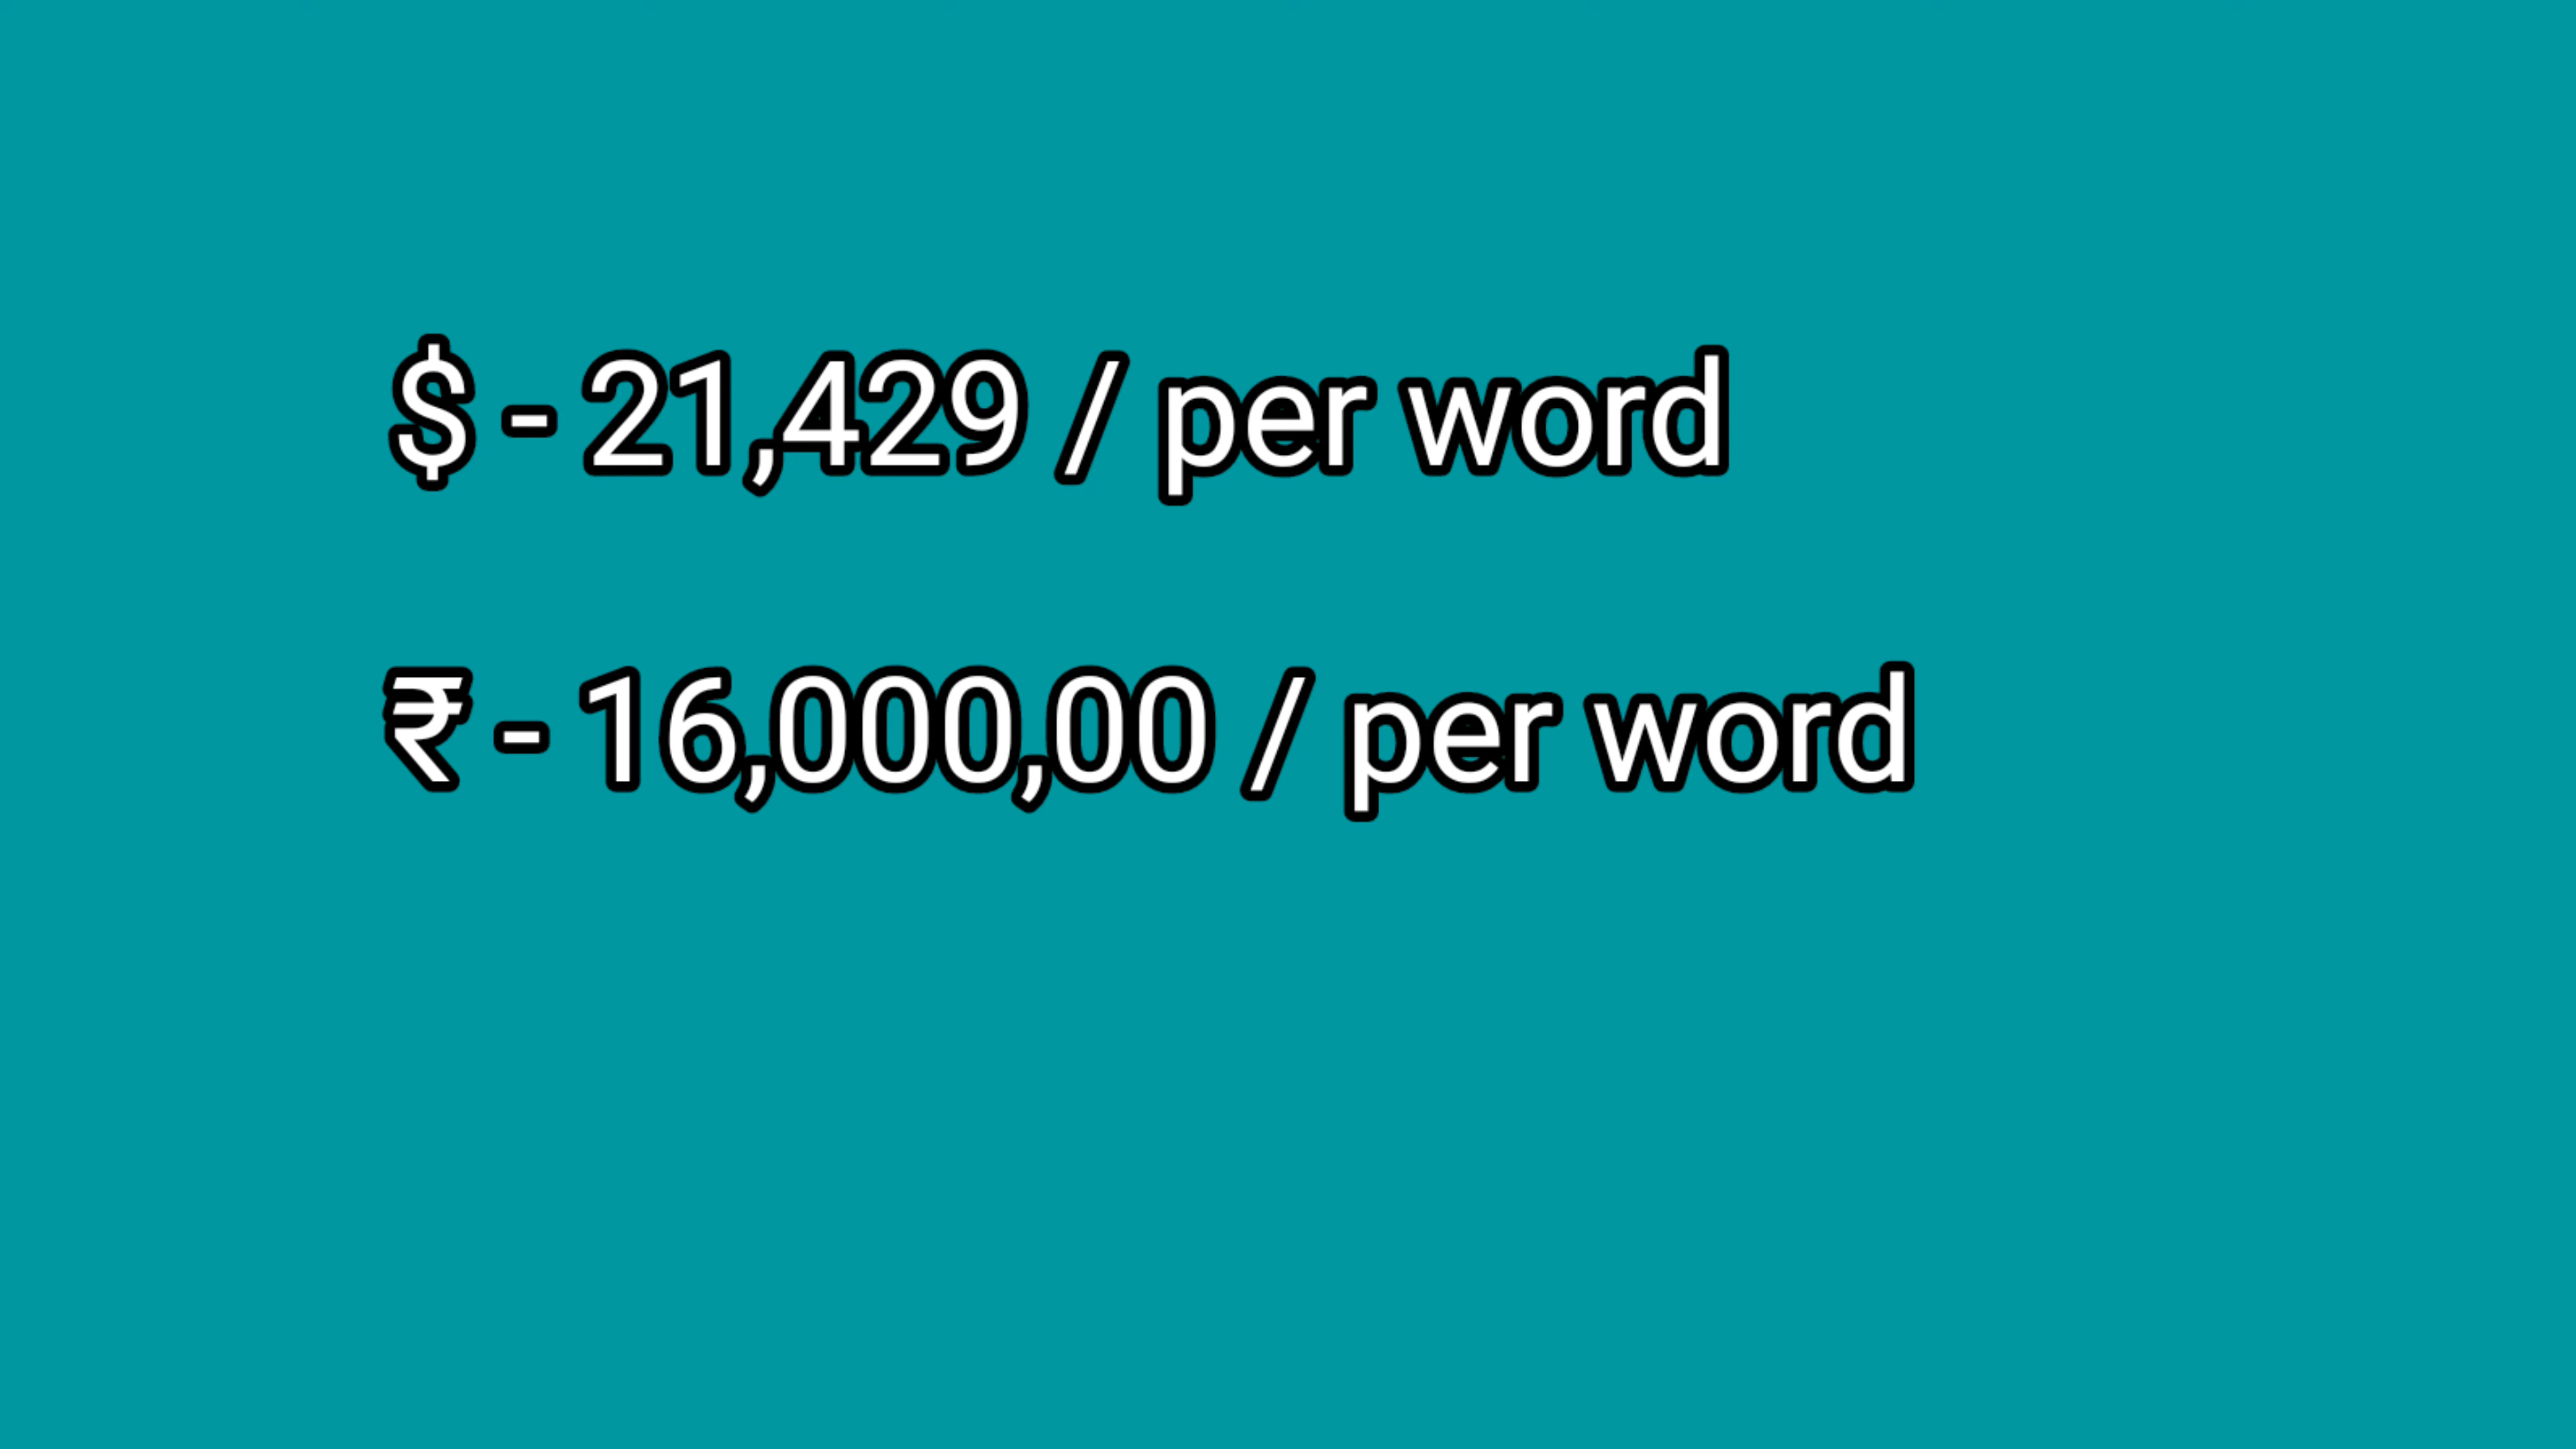 $ - 21,429 / per word
₹ - 16,000,00 / per word